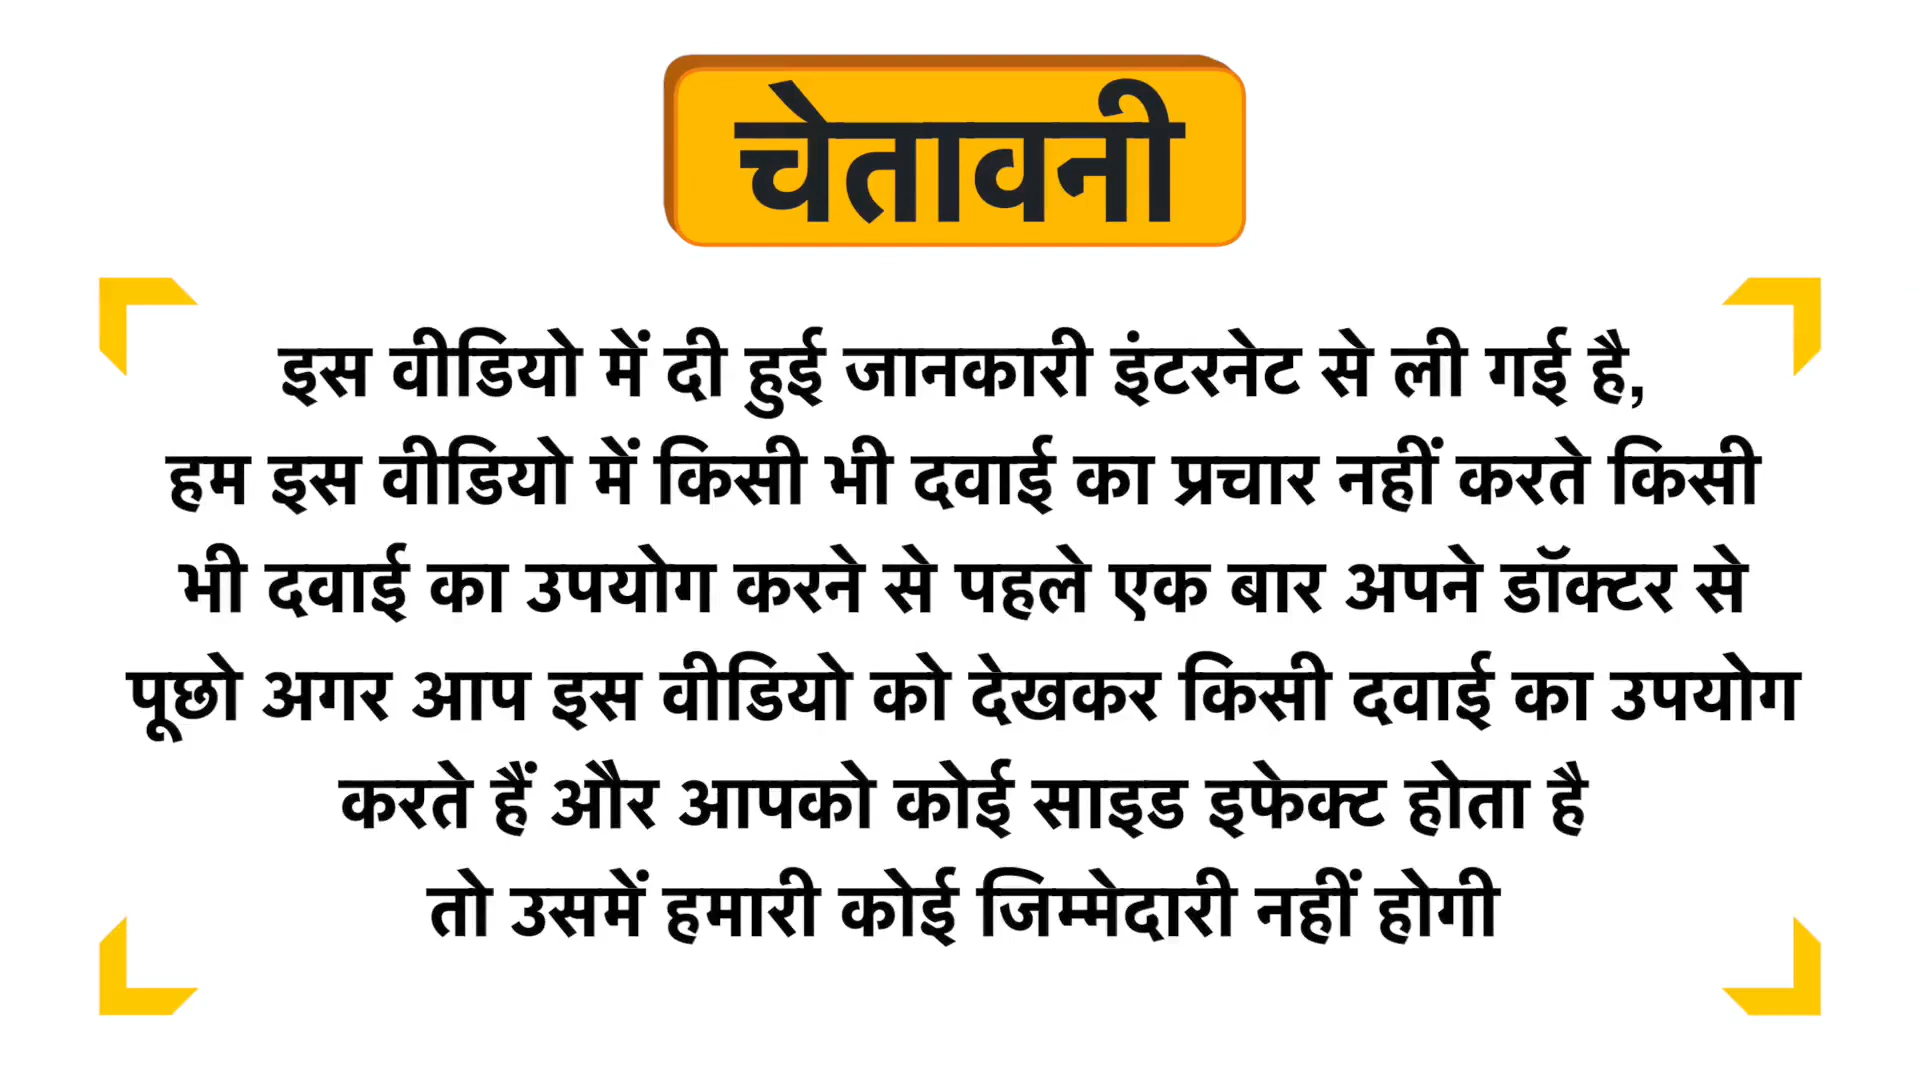 चेतावनी
इस वीडियो में दी हुई जानकारी इंटरनेट से ली गई है,
हम इस वीडियो में किसी भी दवाई का प्रचार नहीं करते किसी
भी दवाई का उपयोग करने से पहले एक बार अपने डॉक्टर से
पूछो अगर आप इस वीडियो को देखकर किसी दवाई का उपयोग
करते हैं और आपको कोई साइड इफेक्ट होता है
तो उसमें हमारी कोई जिम्मेदारी नहीं होगी